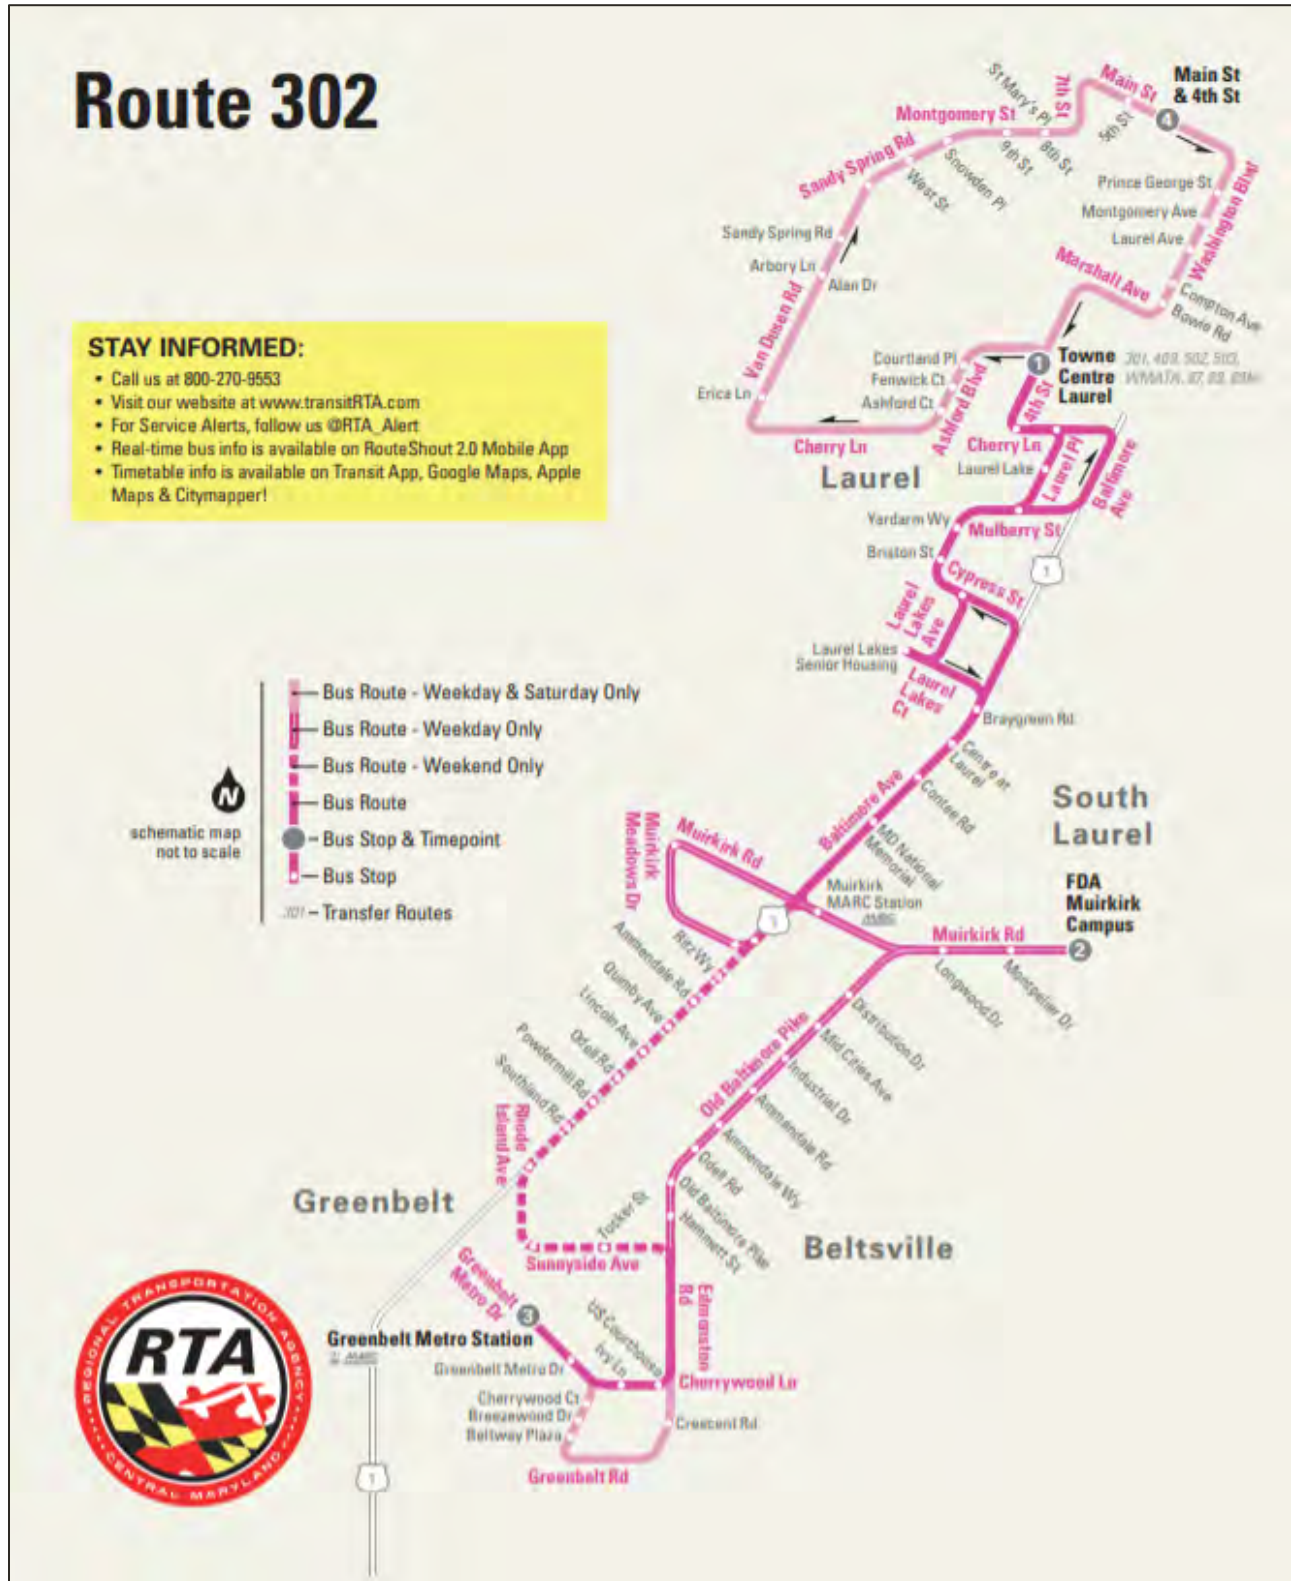 Route 302
STAY INFORMED:
• Call us at 800-270-9553
• Visit our website at www.transitRTA.com
• For Service Alerts, follow us @RTA_Alert
• Real-time bus info is available on RouteShout 2.0 Mobile App
• Timetable info is available on Transit App, Google Maps, Apple
Maps & Citymapper!
Main St
& 4th St
Main St
7th St
St Mary's Pl
Montgomery St
5th St
8th St
9th St
Sandy Spring Rd
Snowden Pl
West St
4
Prince George St
Montgomery Ave
Laurel Ave
Washington Blvd
Sandy Spring Rd
Arbory Ln
Alan Dr
Marshall Ave
Compton Ave
Bowie Rd
Van Dusen Rd
Courtland Pl
Fenwick Ct
Ashford Ct
Ashford Blvd
1
Towne
Centre
Laurel
301, 409, 502, 503,
Erica Ln
Cherry Ln
Laurel
4th St
Cherry Ln
Laurel Lake
Laurel Pl
Baltimore
Ave
Yardarm Wy
Mulberry St
Briston St
1
Cypress St
Laurel
Lakes
Ave
Laurel Lakes
Senior Housing
Laurel
Lakes
Ct
Braygreen Rd
Centre at
Laurel
Contee Rd
Baltimore Ave
MD National
Memorial
South
Laurel
Bus Route - Weekday & Saturday Only
Bus Route - Weekday Only
Bus Route - Weekend Only
Bus Route
Bus Stop & Timepoint
Bus Stop
301 – Transfer Routes
N
schematic map
not to scale
Muirkirk
Meadows Dr
Muirkirk Rd
Muirkirk
MARC Station
FDA
Muirkirk
Campus
1
Muirkirk Rd
2
Longwood Dr
Montpelier Dr
Ritz Wy
Ammendale Rd
Quimby Ave
Lincoln Ave
Odell Rd
Powdermill Rd
Southland Rd
Old Baltimore Pike
Distribution Dr
Mid Cities Ave
Industrial Dr
Ammendale Rd
Ammendale Wy
Odell Rd
Old Baltimore Pike
Hammett St
Rhode
Island Ave
Greenbelt
Tucker St
Sunnyside Ave
Beltsville
Greenbelt
Metro Dr
3
Greenbelt Metro Station
Edmonston
Rd
US Courthouse
Ivy Ln
Greenbelt Metro Dr
Cherrywood Ln
Cherrywood Ct
Breezewood Dr
Beltway Plaza
Crescent Rd
Greenbelt Rd
1
REGIONAL TRANSPORTATION AGENCY
RTA
CENTRAL MARYLAND